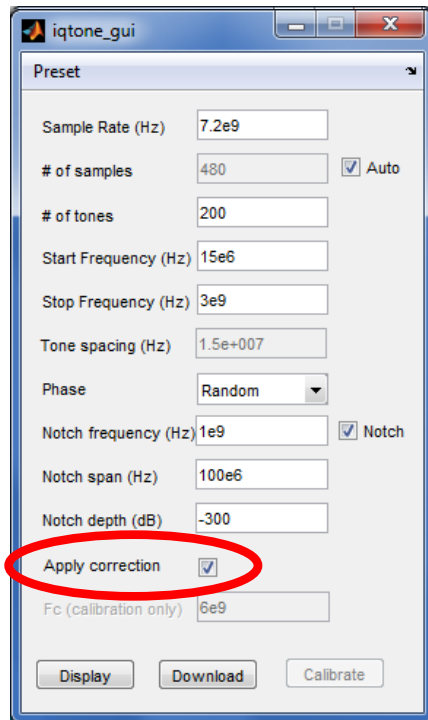 iqtone_gui
Preset
Sample Rate (Hz) 7.2e9
# of samples 480 Auto
# of tones 200
Start Frequency (Hz) 15e6
Stop Frequency (Hz) 3e9
Tone spacing (Hz) 1.5e+007
Phase Random
Notch frequency (Hz) 1e9 Notch
Notch span (Hz) 100e6
Notch depth (dB) -300
Apply correction
Fc (calibration only) 6e9
Display Download Calibrate